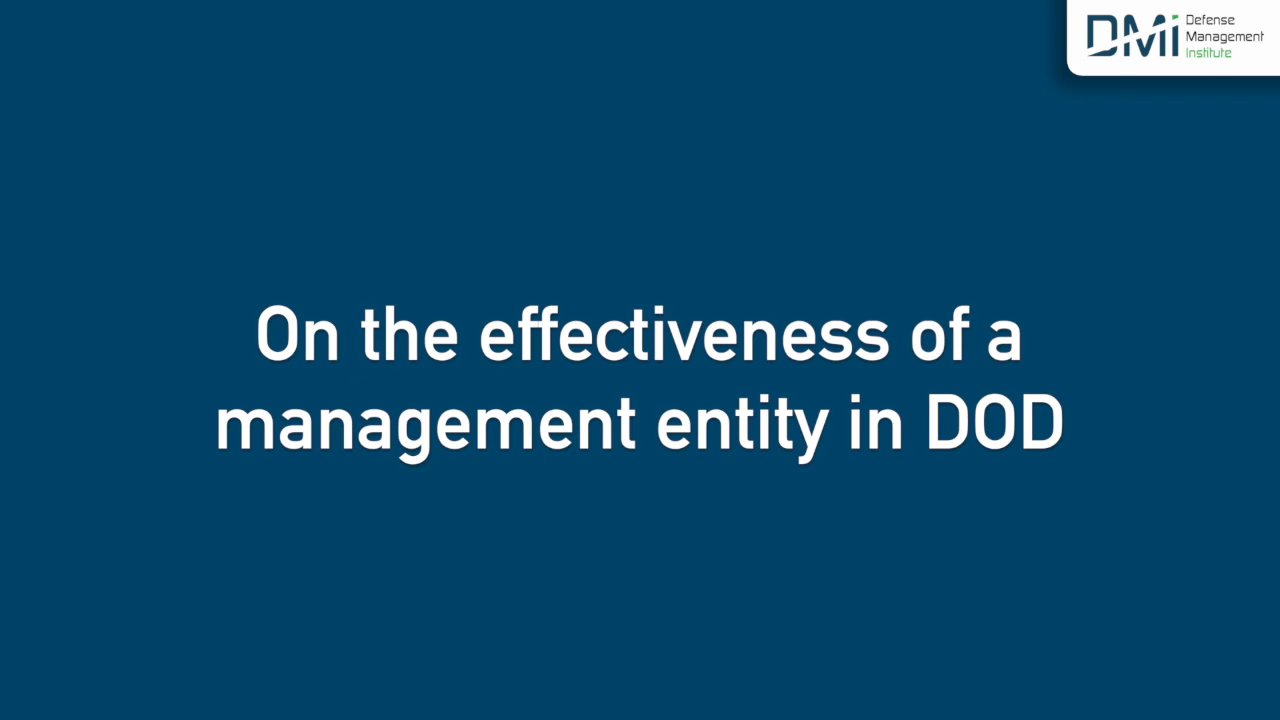 DMi
Defense
Management
Institute
On the effectiveness of a
management entity in DOD